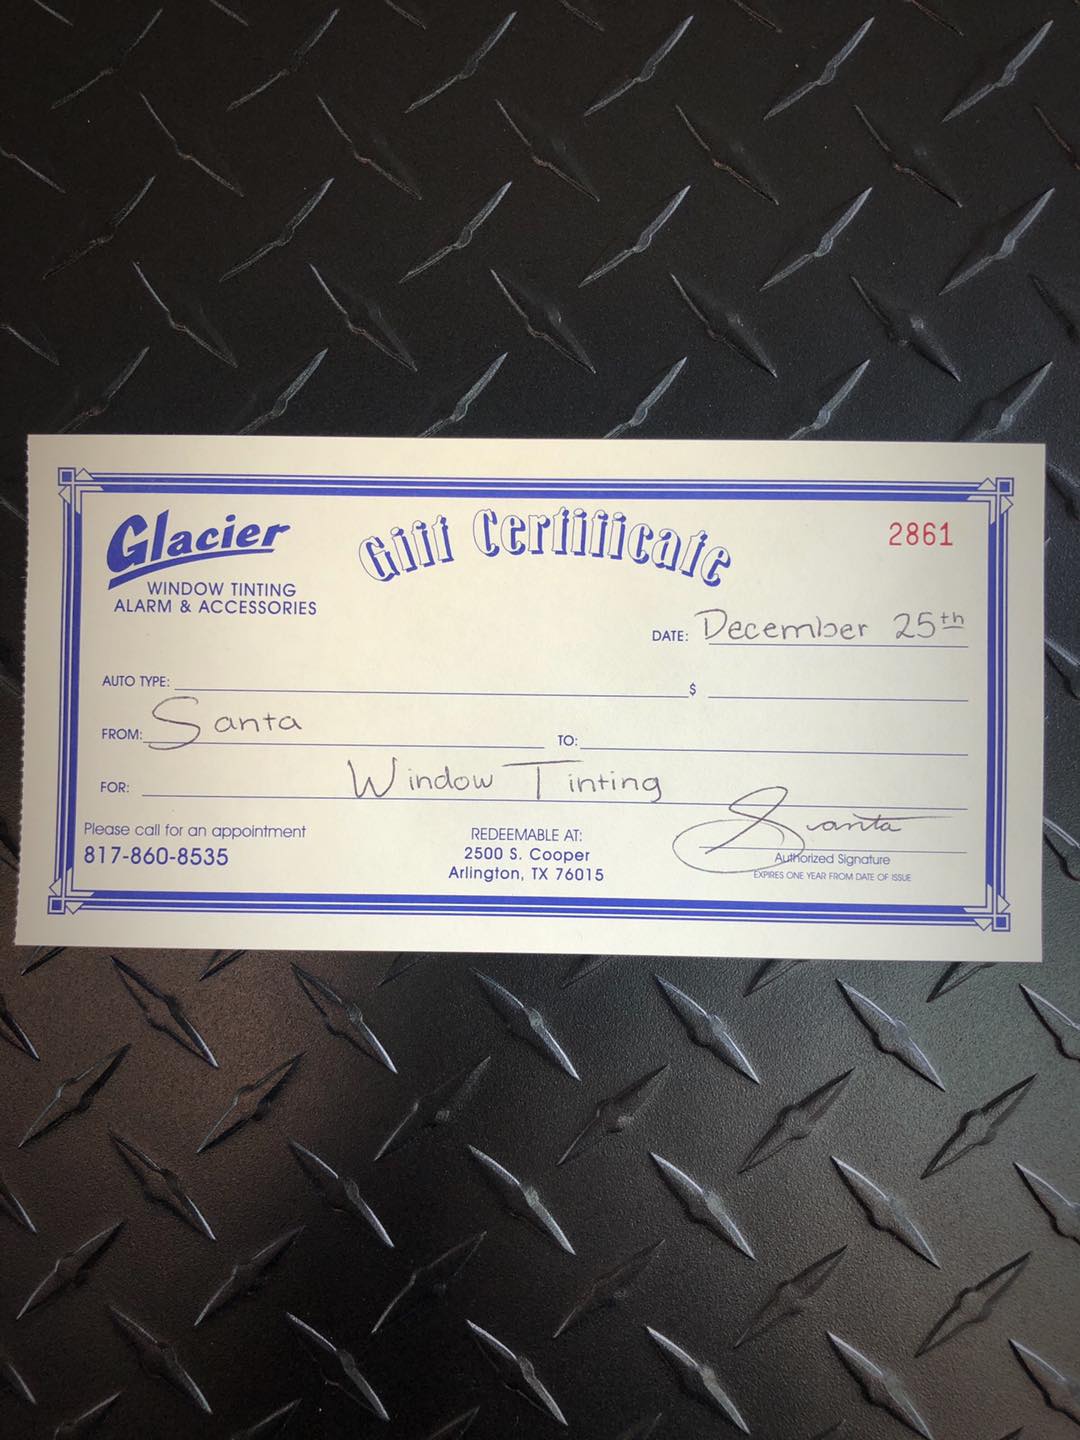 Glacier
WINDOW TINTING
ALARM & ACCESSORIES
Gift Certificate
2861
DATE: December 25th
AUTO TYPE: $
FROM: Santa TO:
FOR: Window Tinting
Please call for an appointment
817-860-8535
REDEEMABLE AT:
2500 S. Cooper
Arlington, TX 76015
Santa
Authorized Signature
EXPIRES ONE YEAR FROM DATE OF ISSUE